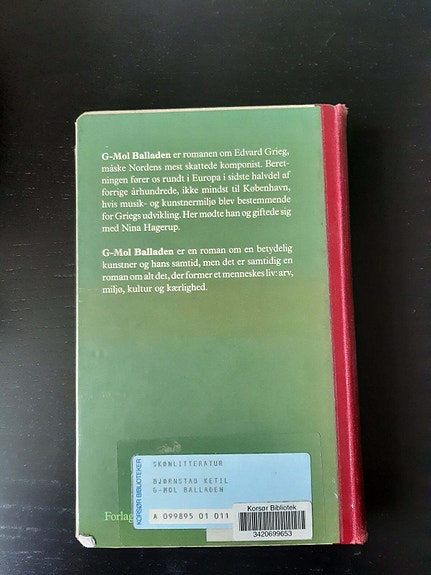 G-Mol Balladen er romanen om Edvard Grieg,
måske Nordens mest skattede komponist. Beret-
ningen fører os rundt i Europa i sidste halvdel af
forrige århundrede, ikke mindst til København,
hvis musik- og kunstnermiljø blev bestemmende
for Griegs udvikling. Her mødte han og giftede sig
med Nina Hagerup.
G-Mol Balladen er en roman om en betydelig
kunstner og hans samtid, men det er samtidig en
roman om alt det, der former et menneskes liv: arv,
miljø, kultur og kærlighed.
KORSØR BIBLIOTEKER
SKØNLITTERATUR
BJØRNSTAD KETIL
G-MOL BALLADEN
A 099895 01 011
Forlag
Korsør Bibliotek
3420699653